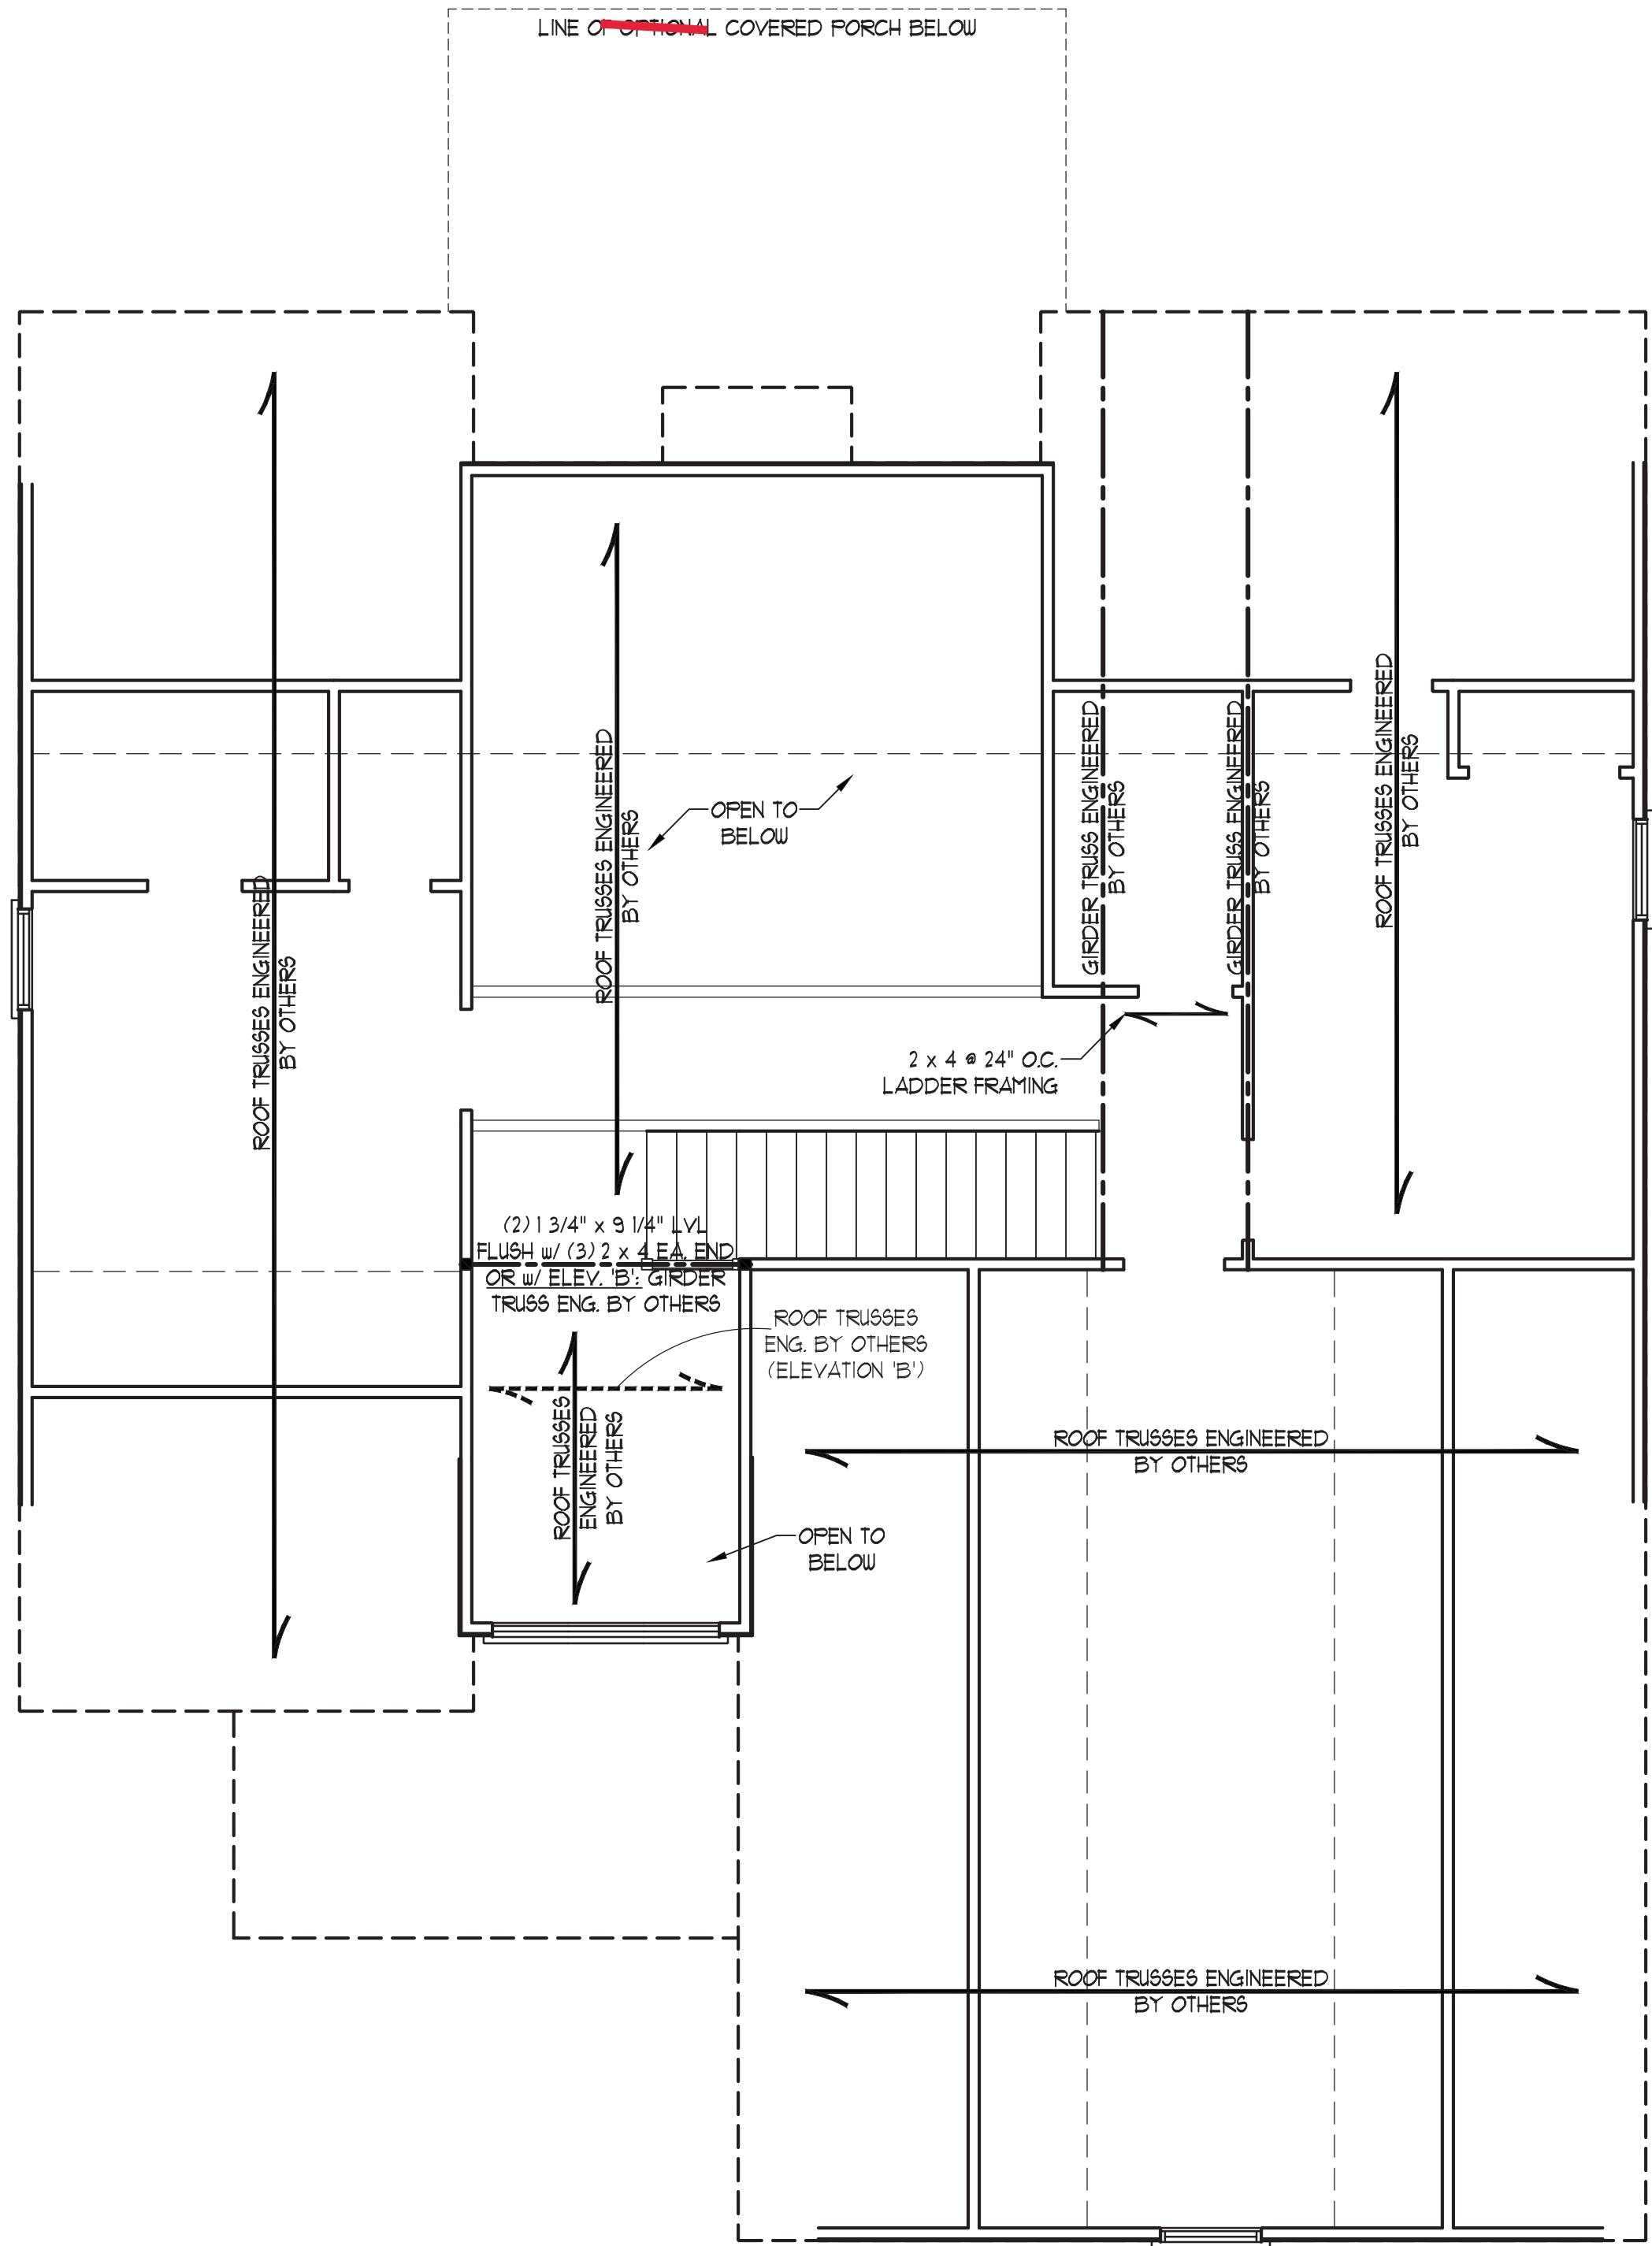 LINE OF OPTIONAL COVERED PORCH BELOW
ROOF TRUSSES ENGINEERED
BY OTHERS
ROOF TRUSSES ENGINEERED
BY OTHERS
OPEN TO
BELOW
GIRDER TRUSS ENGINEERED
BY OTHERS
GIRDER TRUSS ENGINEERED
BY OTHERS
ROOF TRUSSES ENGINEERED
BY OTHERS
2 x 4 @ 24" O.C.
LADDER FRAMING
(2) 1 3/4" x 9 1/4" LVL
FLUSH w/ (3) 2 x 4 EA. END
OR w/ ELEV. 'B': GIRDER
TRUSS ENG. BY OTHERS
ROOF TRUSSES
ENG. BY OTHERS
(ELEVATION 'B')
ROOF TRUSSES
ENGINEERED
BY OTHERS
OPEN TO
BELOW
ROOF TRUSSES ENGINEERED
BY OTHERS
ROOF TRUSSES ENGINEERED
BY OTHERS